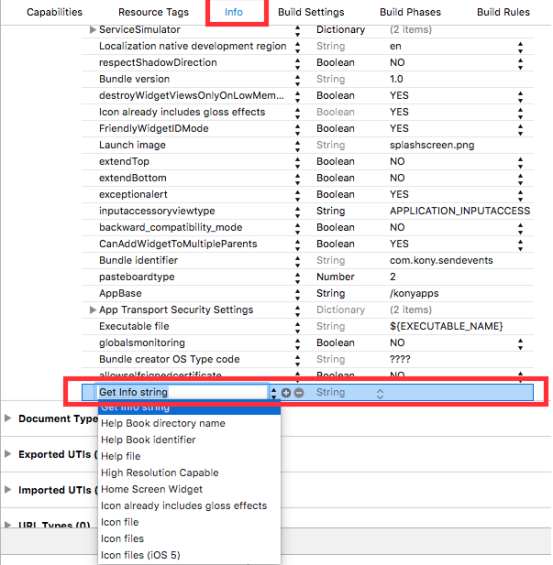 Capabilities Resource Tags Info Build Settings Build Phases Build Rules
ServiceSimulator Dictionary (2 items)
Localization native development region String en
respectShadowDirection Boolean NO
Bundle version String 1.0
destroyWidgetViewsOnlyOnLowMem... Boolean YES
Icon already includes gloss effects Boolean YES
FriendlyWidgetIDMode Boolean YES
Launch image String splashscreen.png
extendTop Boolean NO
extendBottom Boolean NO
exceptionalert Boolean YES
inputaccessoryviewtype String APPLICATION_INPUTACCESS
backward_compatibility_mode Boolean NO
CanAddWidgetToMultipleParents Boolean YES
Bundle identifier String com.kony.sendevents
pasteboardtype Number 2
AppBase String /konyapps
App Transport Security Settings Dictionary (2 items)
Executable file String ${EXECUTABLE_NAME}
globalsmonitoring Boolean NO
Bundle creator OS Type code String ????
allowselfsignedcertificate Boolean NO
Get Info string String
Get Info string
Document Type
Help Book directory name
Help Book identifier
Exported UTIs (
Help file
High Resolution Capable
Imported UTIs (
Home Screen Widget
Icon already includes gloss effects
URL Types (0)
Icon file
Icon files
Icon files (iOS 5)